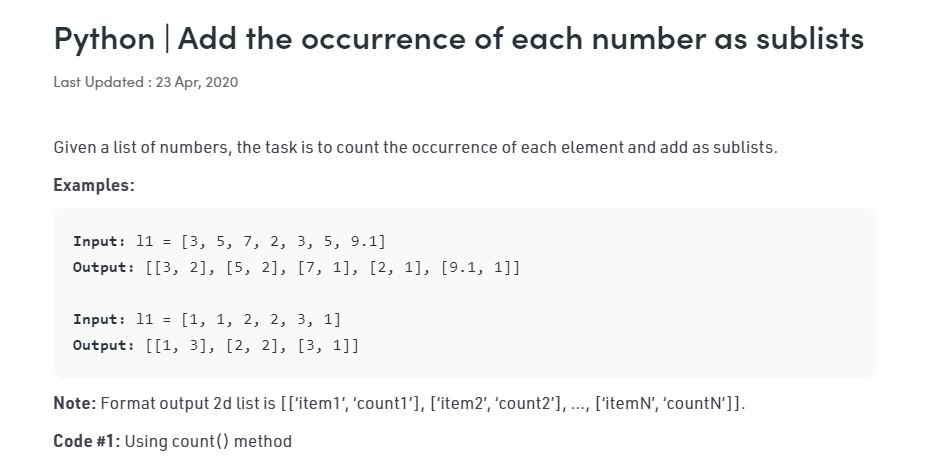 Python | Add the occurrence of each number as sublists
Last Updated : 23 Apr, 2020
Given a list of numbers, the task is to count the occurrence of each element and add as sublists.
Examples:
Input: l1 = [3, 5, 7, 2, 3, 5, 9.1]
Output: [[3, 2], [5, 2], [7, 1], [2, 1], [9.1, 1]]
Input: l1 = [1, 1, 2, 2, 3, 1]
Output: [[1, 3], [2, 2], [3, 1]]
Note: Format output 2d list is [['item1', 'count1'], ['item2', 'count2'], …, ['itemN', 'countN']].
Code #1: Using count() method